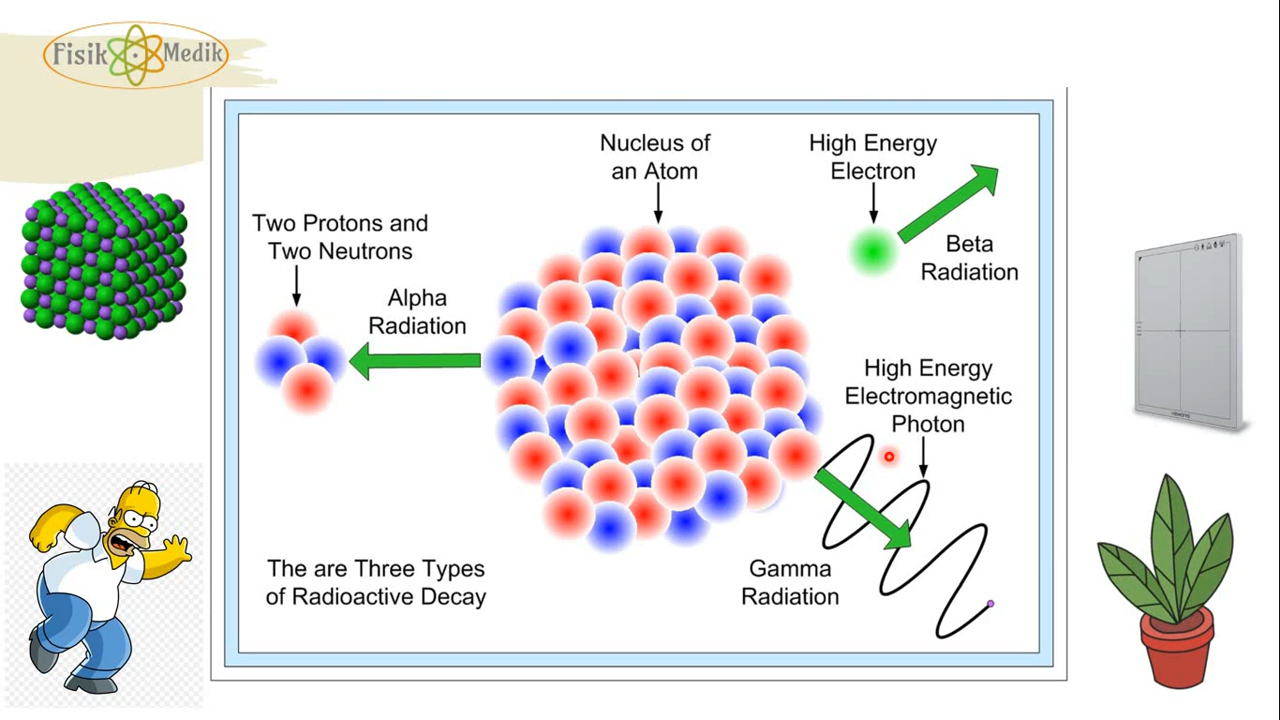 Fisik Medik
Nucleus of
an Atom
High Energy
Electron
Two Protons and
Two Neutrons
Beta
Radiation
Alpha
Radiation
High Energy
Electromagnetic
Photon
The are Three Types
of Radioactive Decay
Gamma
Radiation